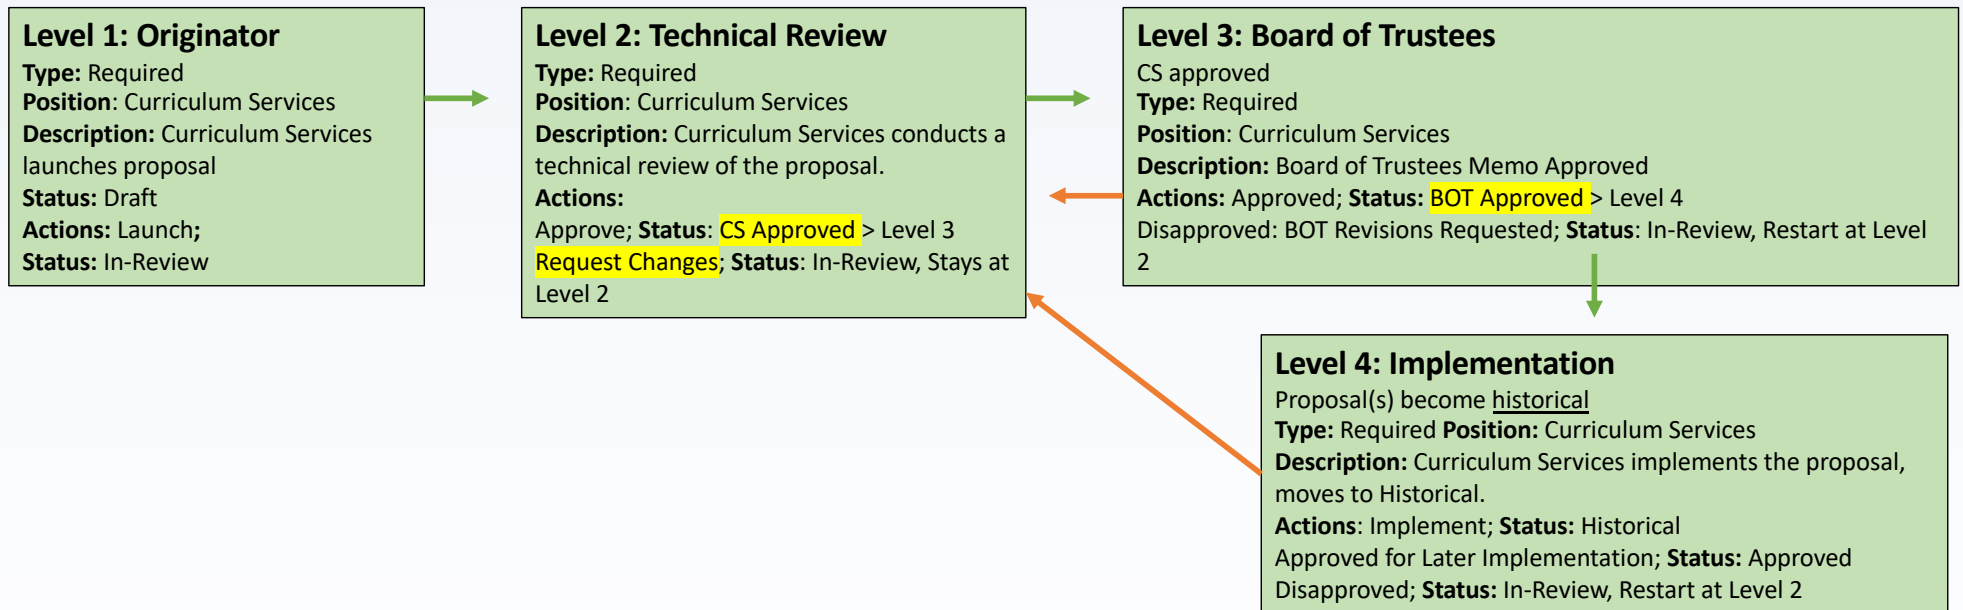 Level 1: Originator
Type: Required
Position: Curriculum Services
Description: Curriculum Services
launches proposal
Status: Draft
Actions: Launch;
Status: In-Review
Level 2: Technical Review
Type: Required
Position: Curriculum Services
Description: Curriculum Services conducts a
technical review of the proposal.
Actions:
Approve; Status: CS Approved > Level 3
Request Changes; Status: In-Review, Stays at
Level 2
Level 3: Board of Trustees
CS approved
Type: Required
Position: Curriculum Services
Description: Board of Trustees Memo Approved
Actions: Approved; Status: BOT Approved > Level 4
Disapproved: BOT Revisions Requested; Status: In-Review, Restart at Level
2
Level 4: Implementation
Proposal(s) become historical
Type: Required Position: Curriculum Services
Description: Curriculum Services implements the proposal,
moves to Historical.
Actions: Implement; Status: Historical
Approved for Later Implementation; Status: Approved
Disapproved; Status: In-Review, Restart at Level 2